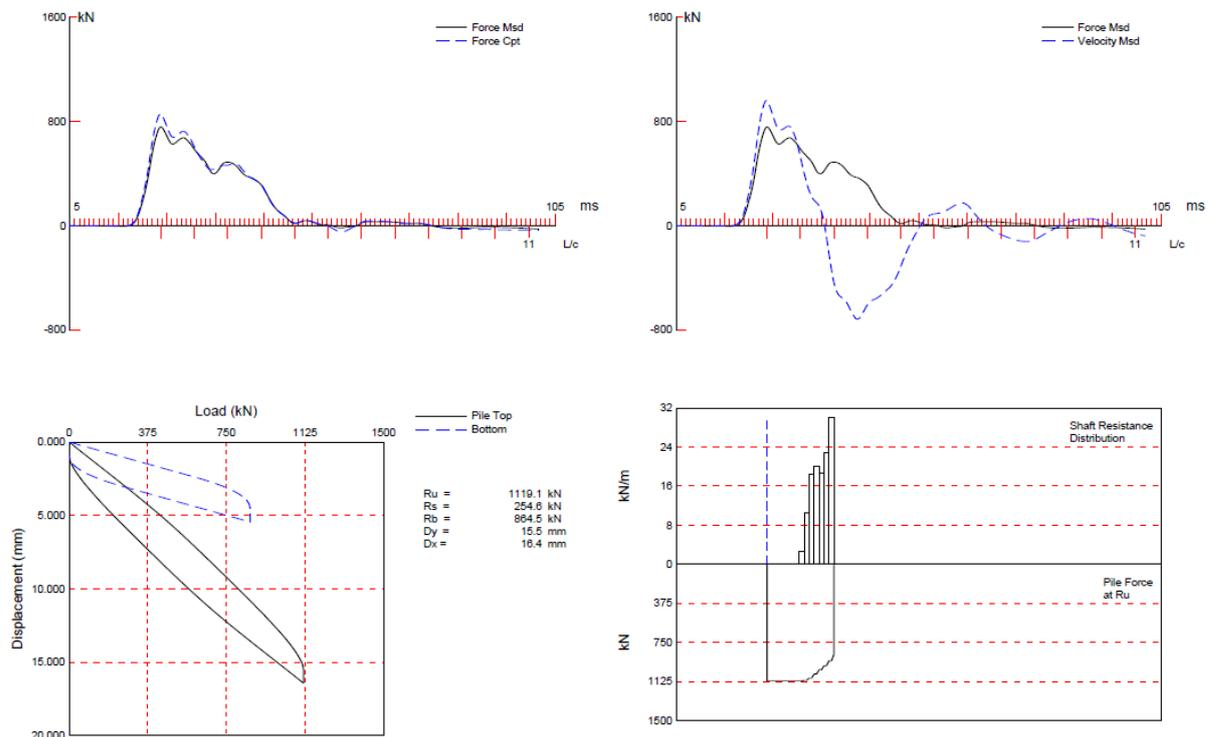 1600
kN
Force Msd
Force Cpt
800
5
105
ms
0
11
L/c
-800
1600
kN
Force Msd
Velocity Msd
800
5
105
ms
0
11
L/c
-800
Load (kN)
0
375
750
1125
1500
Pile Top
Bottom
0.000
5.000
10.000
15.000
20.000
Displacement (mm)
Ru = 1119.1 kN
Rs = 254.6 kN
Rb = 864.5 kN
Dy = 15.5 mm
Dx = 16.4 mm
32
Shaft Resistance
Distribution
24
kN/m
16
8
0
Pile Force
at Ru
375
kN
750
1125
1500